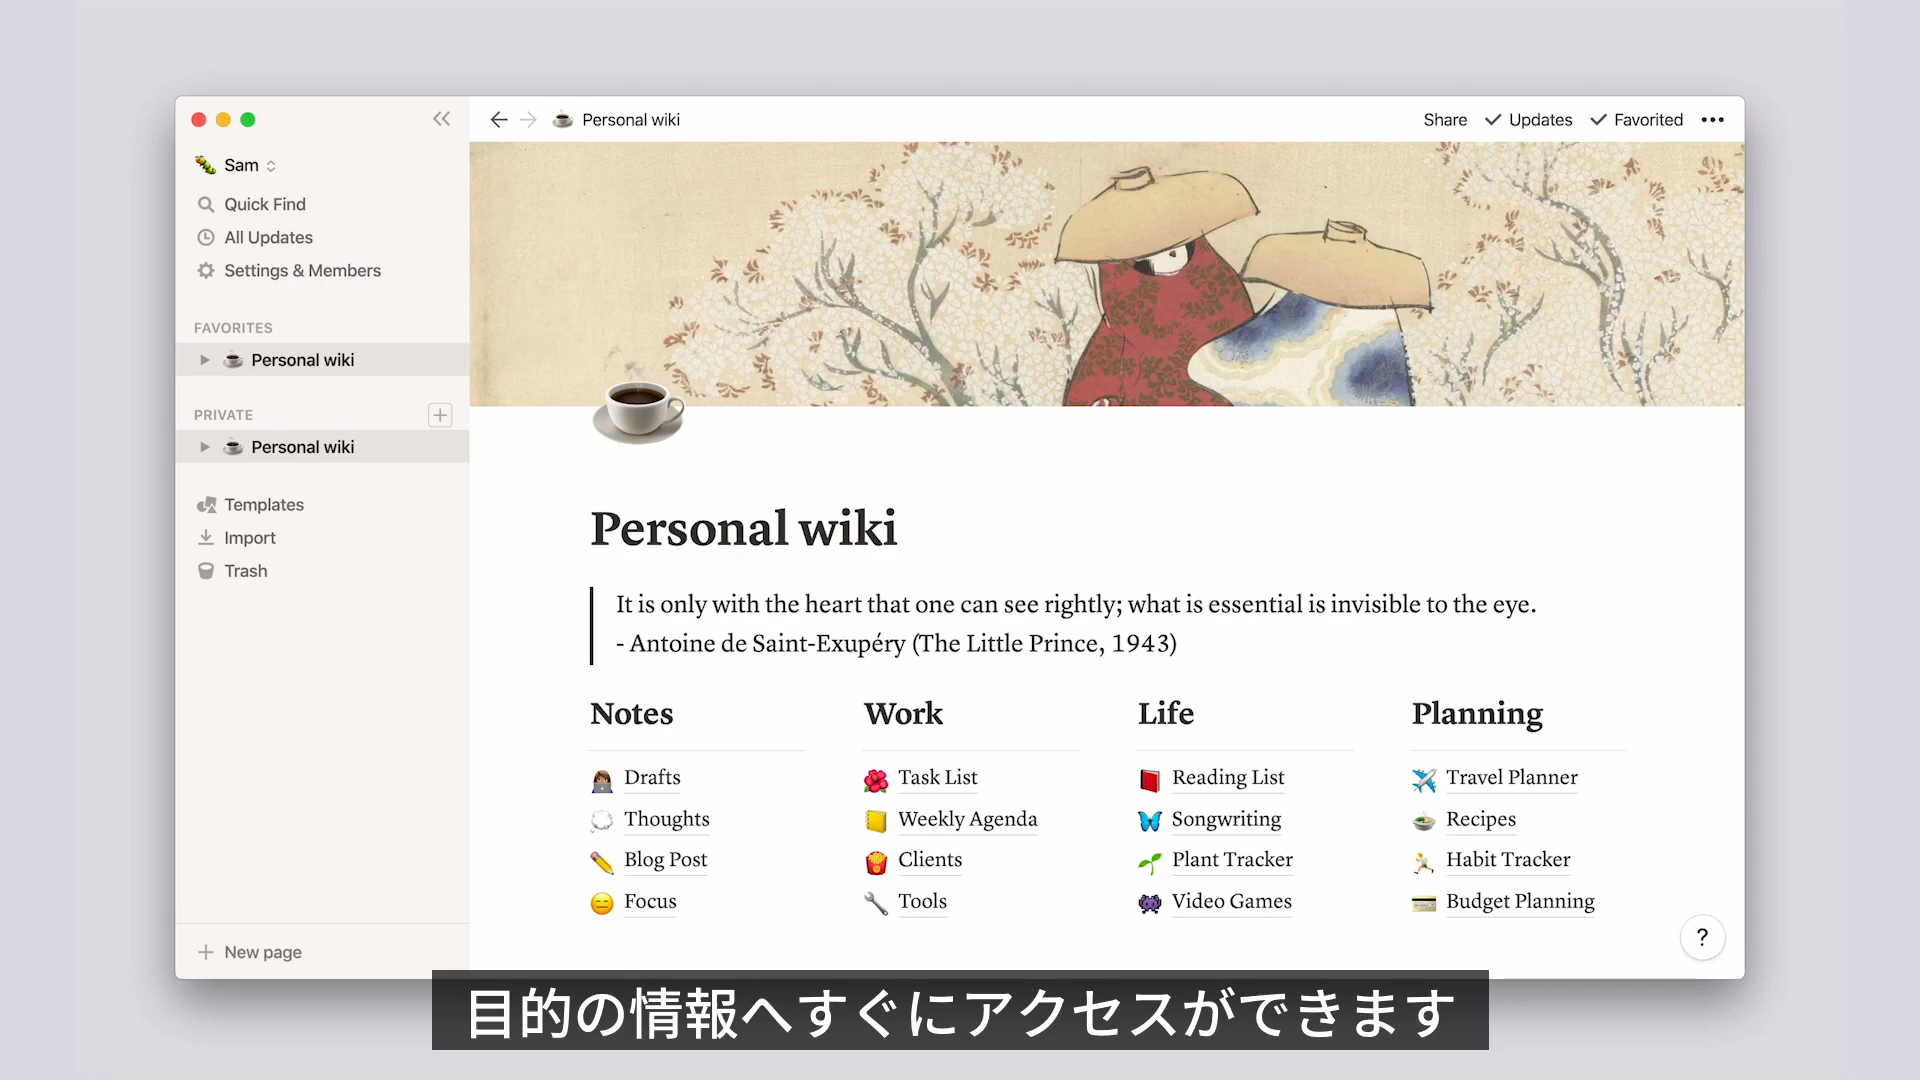 Personal wiki
Share
Updates
Favorited
Sam
Quick Find
All Updates
Settings & Members
FAVORITES
Personal wiki
PRIVATE
Personal wiki
Templates
Import
Trash
New page
Personal wiki
It is only with the heart that one can see rightly; what is essential is invisible to the eye.
- Antoine de Saint-Exupéry (The Little Prince, 1943)
Notes
Drafts
Thoughts
Blog Post
Focus
Work
Task List
Weekly Agenda
Clients
Tools
Life
Reading List
Songwriting
Plant Tracker
Video Games
Planning
Travel Planner
Recipes
Habit Tracker
Budget Planning
?
目的の情報へすぐにアクセスができます